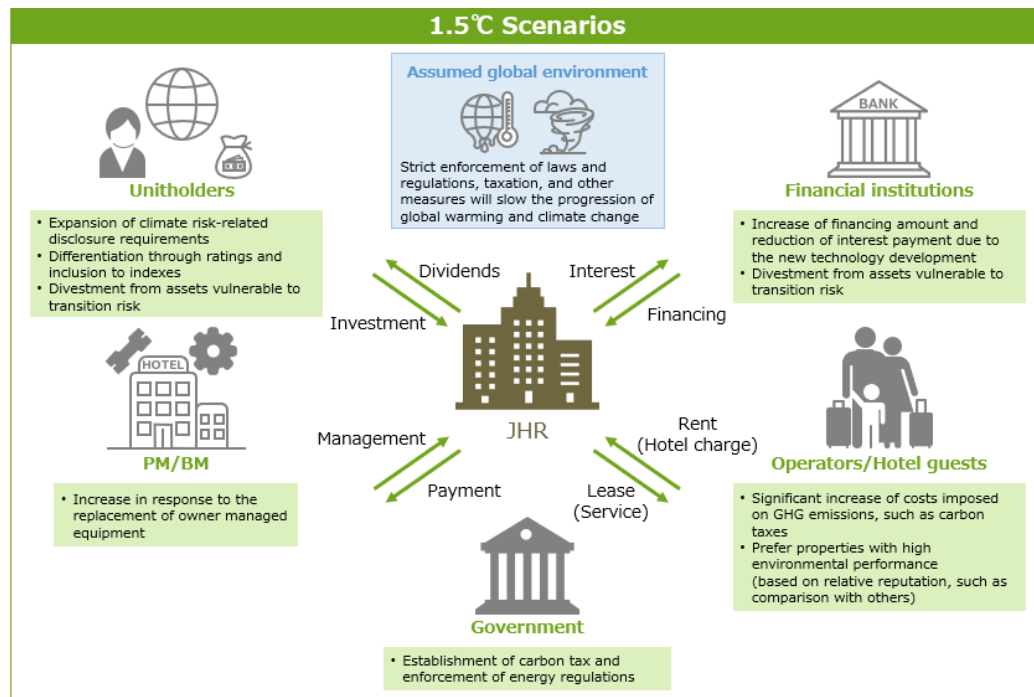 1.5℃ Scenarios
Assumed global environment
Strict enforcement of laws and
regulations, taxation, and other
measures will slow the progression of
global warming and climate change
Unitholders
• Expansion of climate risk-related
disclosure requirements
• Differentiation through ratings and
inclusion to indexes
• Divestment from assets vulnerable to
transition risk
BANK
Financial institutions
• Increase of financing amount and
reduction of interest payment due to
the new technology development
• Divestment from assets vulnerable to
transition risk
Dividends
Investment
Interest
Financing
JHR
HOTEL
PM/BM
• Increase in response to the
replacement of owner managed
equipment
Management
Payment
Rent
(Hotel charge)
Lease
(Service)
Operators/Hotel guests
• Significant increase of costs imposed
on GHG emissions, such as carbon
taxes
• Prefer properties with high
environmental performance
(based on relative reputation, such as
comparison with others)
Government
• Establishment of carbon tax and
enforcement of energy regulations